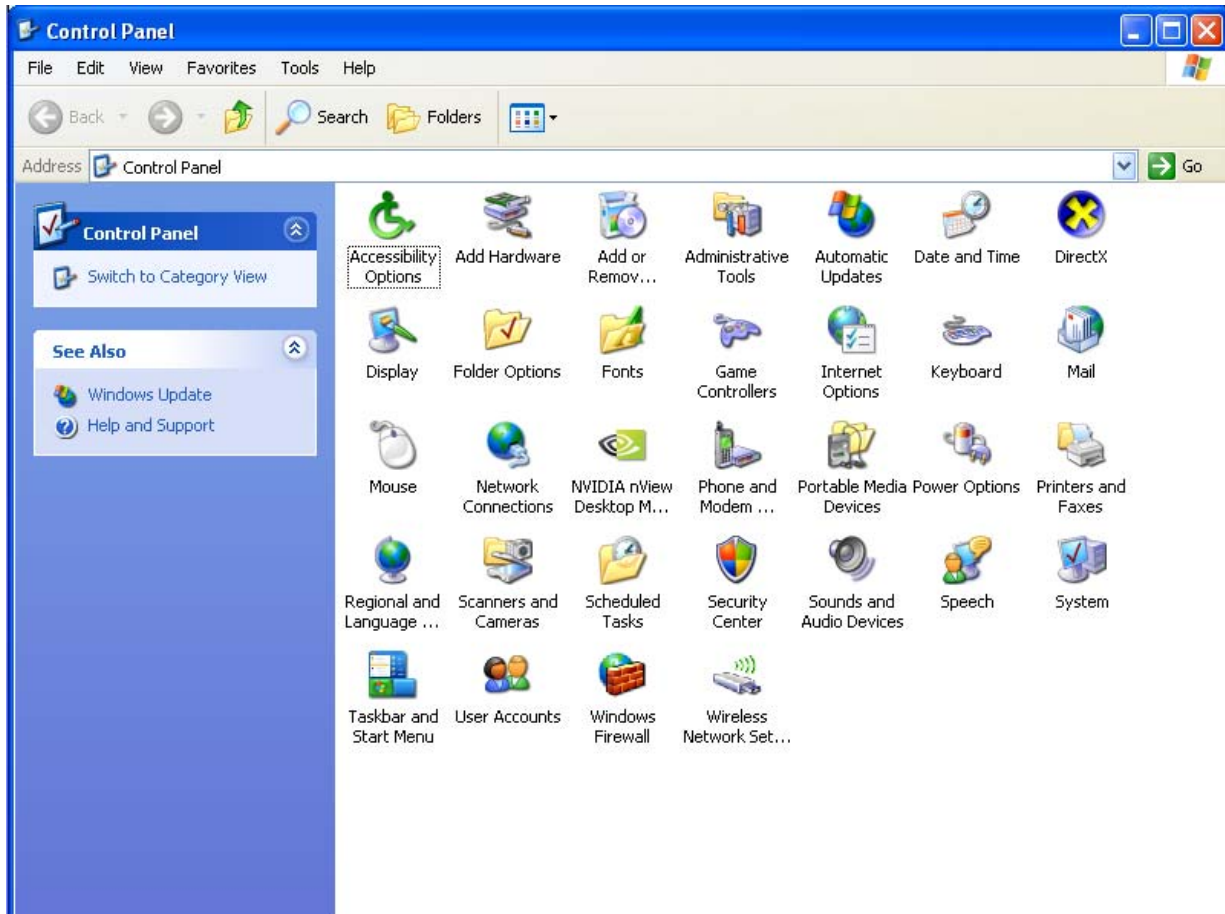 Control Panel
File Edit View Favorites Tools Help
Back Search Folders
Address Control Panel Go
Control Panel
Switch to Category View
See Also
Windows Update
Help and Support
Accessibility Options
Add Hardware
Add or Remov...
Administrative Tools
Automatic Updates
Date and Time
DirectX
Display
Folder Options
Fonts
Game Controllers
Internet Options
Keyboard
Mail
Mouse
Network Connections
NVIDIA nView Desktop M...
Phone and Modem ...
Portable Media Devices
Power Options
Printers and Faxes
Regional and Language ...
Scanners and Cameras
Scheduled Tasks
Security Center
Sounds and Audio Devices
Speech
System
Taskbar and Start Menu
User Accounts
Windows Firewall
Wireless Network Set...